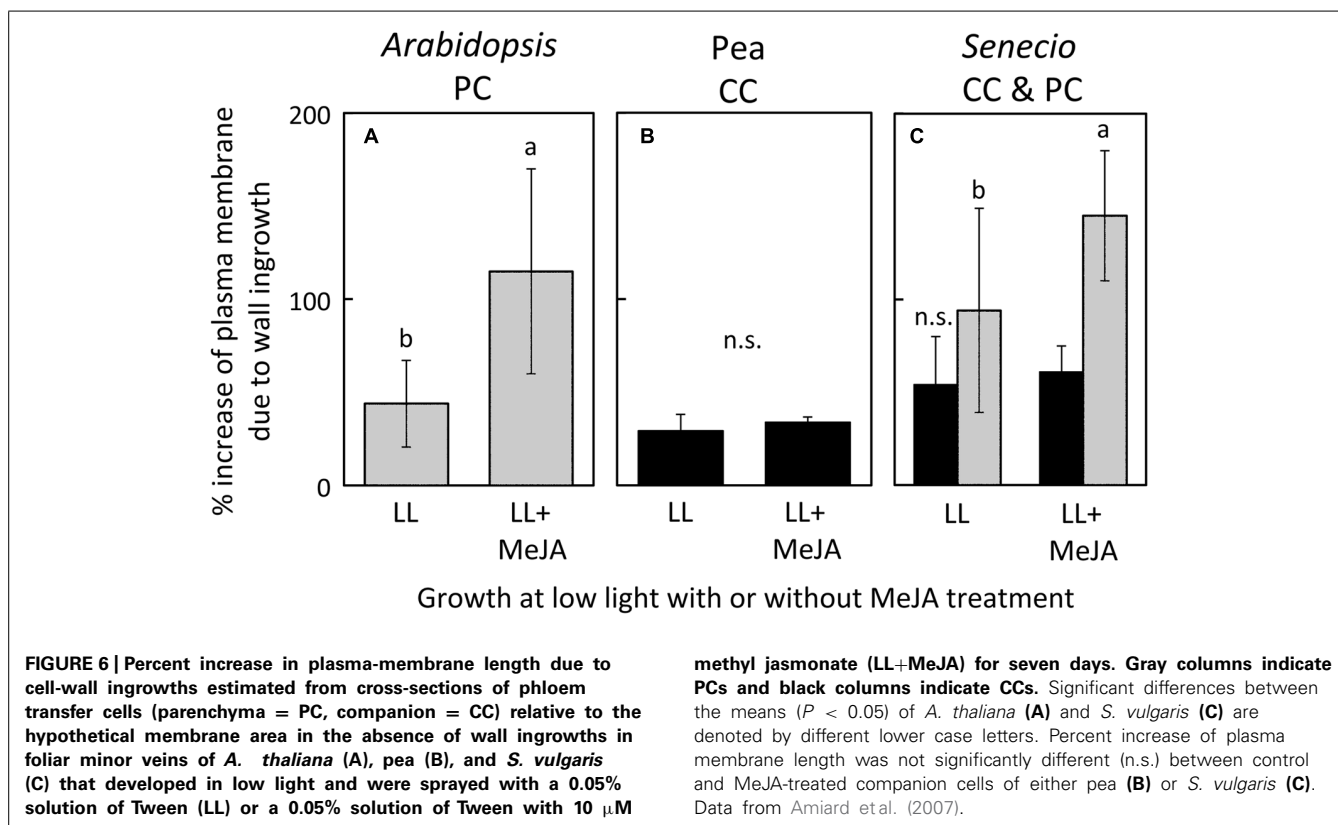 Arabidopsis
PC
Pea
CC
Senecio
CC & PC
% increase of plasma membrane
due to wall ingrowth
200
100
0
A
b
a
B
n.s.
C
n.s.
b
a
LL
LL+
MeJA
LL
LL+
MeJA
LL
LL+
MeJA
Growth at low light with or without MeJA treatment
FIGURE 6 | Percent increase in plasma-membrane length due to
cell-wall ingrowths estimated from cross-sections of phloem
transfer cells (parenchyma = PC, companion = CC) relative to the
hypothetical membrane area in the absence of wall ingrowths in
foliar minor veins of A. thaliana (A), pea (B), and S. vulgaris
(C) that developed in low light and were sprayed with a 0.05%
solution of Tween (LL) or a 0.05% solution of Tween with 10 μM
methyl jasmonate (LL+MeJA) for seven days. Gray columns indicate
PCs and black columns indicate CCs. Significant differences between
the means (P < 0.05) of A. thaliana (A) and S. vulgaris (C) are
denoted by different lower case letters. Percent increase of plasma
membrane length was not significantly different (n.s.) between control
and MeJA-treated companion cells of either pea (B) or S. vulgaris (C).
Data from Amiard et al. (2007).